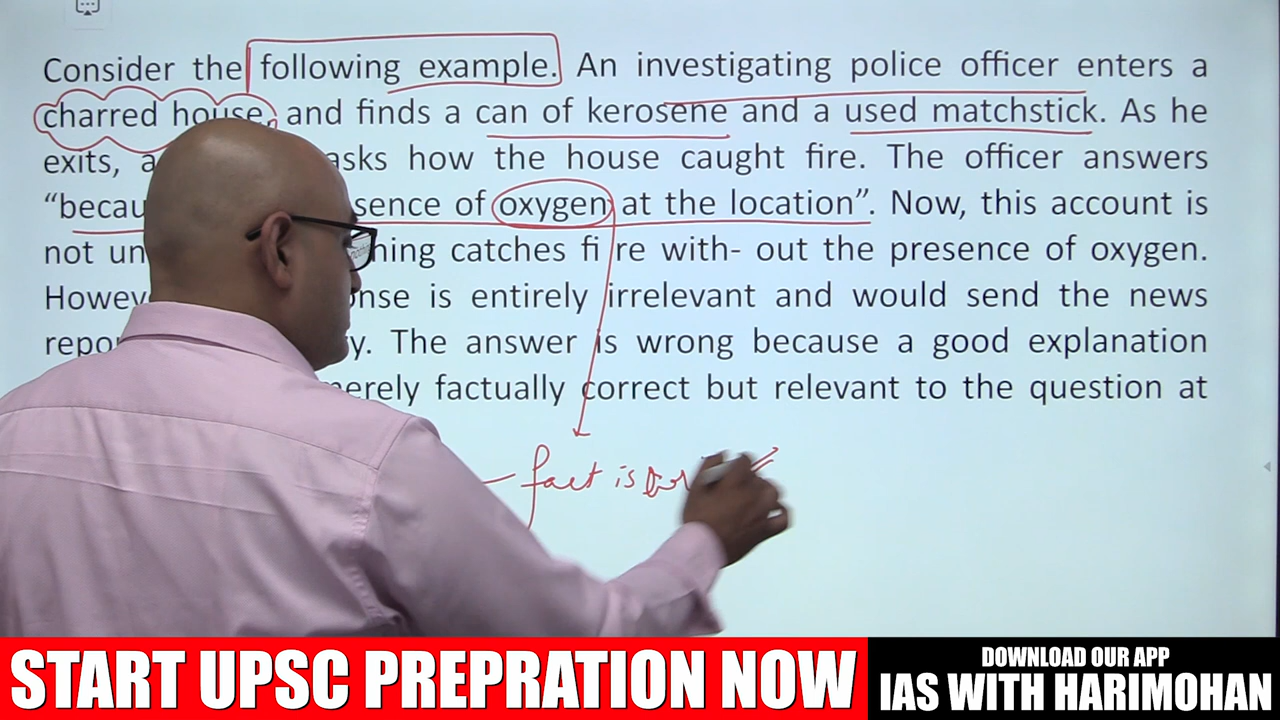 Consider the following example. An investigating police officer enters a
charred house, and finds a can of kerosene and a used matchstick. As he
exits, a asks how the house caught fire. The officer answers
“becau sence of oxygen at the location”. Now, this account is
not un hing catches fi re with- out the presence of oxygen.
Howev onse is entirely irrelevant and would send the news
repo y. The answer is wrong because a good explanation
erely factually correct but relevant to the question at
fact is
START UPSC PREPRATION NOW
DOWNLOAD OUR APP
IAS WITH HARIMOHAN